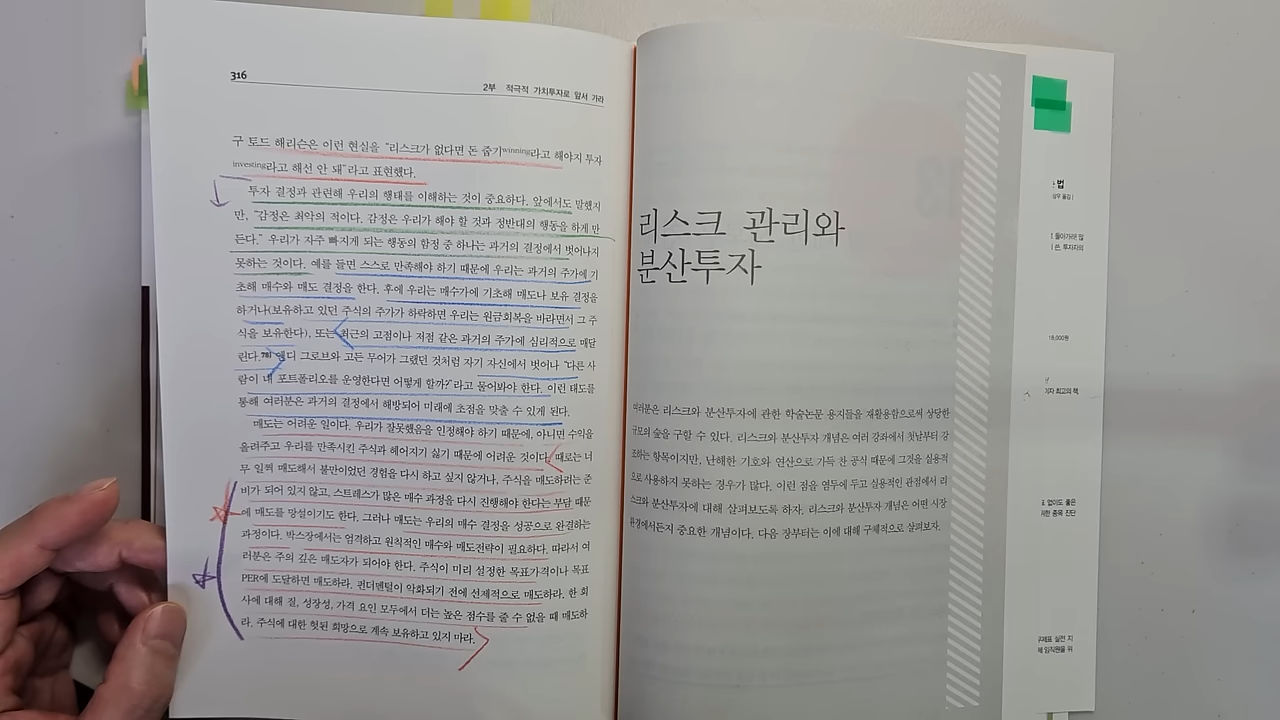 316
2부 적극적 가치투자로 앞서 가라
구 토드 해리슨은 이런 현실을 "리스크가 없다면 돈 줍기winning라고 해야지 투자
investing라고 해선 안 돼"라고 표현했다.
투자 결정과 관련해 우리의 행태를 이해하는 것이 중요하다. 앞에서도 말했지
만, "감정은 최악의 적이다. 감정은 우리가 해야 할 것과 정반대의 행동을 하게 만
든다." 우리가 자주 빠지게 되는 행동의 함정 중 하나는 과거의 결정에서 벗어나지
못하는 것이다. 예를 들면 스스로 만족해야 하기 때문에 우리는 과거의 주가에 기
초해 매수와 매도 결정을 한다. 후에 우리는 매수가에 기초해 매도나 보유 결정을
하거나(보유하고 있던 주식의 주가가 하락하면 우리는 원금회복을 바라면서 그 주
식을 보유한다), 또는 최근의 고점이나 저점 같은 과거의 주가에 심리적으로 매달
린다.78) 앤디 그로브와 고든 무어가 그랬던 것처럼 자기 자신에서 벗어나 "다른 사
람이 내 포트폴리오를 운영한다면 어떻게 할까?"라고 물어봐야 한다. 이런 태도를
통해 여러분은 과거의 결정에서 해방되어 미래에 초점을 맞출 수 있게 된다.
매도는 어려운 일이다. 우리가 잘못했음을 인정해야 하기 때문에, 아니면 수익을
올려주고 우리를 만족시킨 주식과 헤어지기 싫기 때문에 어려운 것이다. 때로는 너
무 일찍 매도해서 불만이었던 경험을 다시 하고 싶지 않거나, 주식을 매도하려는 준
비가 되어 있지 않고, 스트레스가 많은 매수 과정을 다시 진행해야 한다는 부담 때문
에 매도를 망설이기도 한다. 그러나 매도는 우리의 매수 결정을 성공으로 완결하는
과정이다. 박스장에서는 엄격하고 원칙적인 매수와 매도전략이 필요하다. 따라서 여
러분은 주의 깊은 매도자가 되어야 한다. 주식이 미리 설정한 목표가격이나 목표
PER에 도달하면 매도하라. 펀더멘털이 악화되기 전에 선제적으로 매도하라. 한 회
사에 대해 질, 성장성, 가격 요인 모두에서 더는 높은 점수를 줄 수 없을 때 매도하
라. 주식에 대한 헛된 희망으로 계속 보유하고 있지 마라.
리스크 관리와
분산투자
여러분은 리스크와 분산투자에 관한 학술논문 용지들을 재활용함으로써 상당한
규모의 숲을 구할 수 있다. 리스크와 분산투자 개념은 여러 강좌에서 첫날부터 강
조하는 항목이지만, 난해한 기호와 연산으로 가득 찬 공식 때문에 그것을 실용적
으로 사용하지 못하는 경우가 많다. 이런 점을 염두에 두고 실용적인 관점에서 리
스크와 분산투자에 대해 살펴보도록 하자. 리스크와 분산투자 개념은 어떤 시장
환경에서든지 중요한 개념이다. 다음 장부터는 이에 대해 구체적으로 살펴보자.
법
쓴, 투자자의
18,000원
최고의 책
없이도 좋은
종목 진단
실전 지
임직원을 위